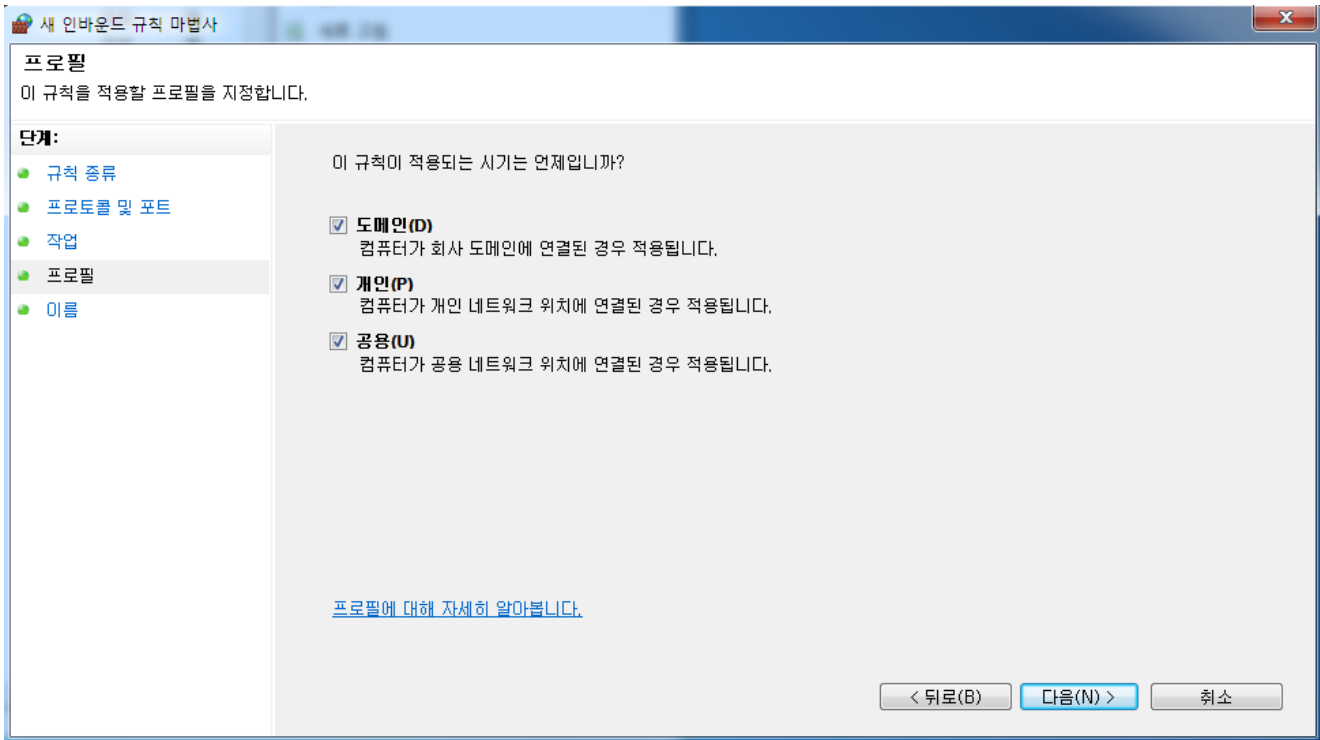 새 인바운드 규칙 마법사
프로필
이 규칙을 적용할 프로필을 지정합니다.
단계:
규칙 종류
프로토콜 및 포트
작업
프로필
이름
이 규칙이 적용되는 시기는 언제입니까?
도메인(D)
컴퓨터가 회사 도메인에 연결된 경우 적용됩니다.
개인(P)
컴퓨터가 개인 네트워크 위치에 연결된 경우 적용됩니다.
공용(U)
컴퓨터가 공용 네트워크 위치에 연결된 경우 적용됩니다.
프로필에 대해 자세히 알아봅니다.
< 뒤로(B)
다음(N) >
취소